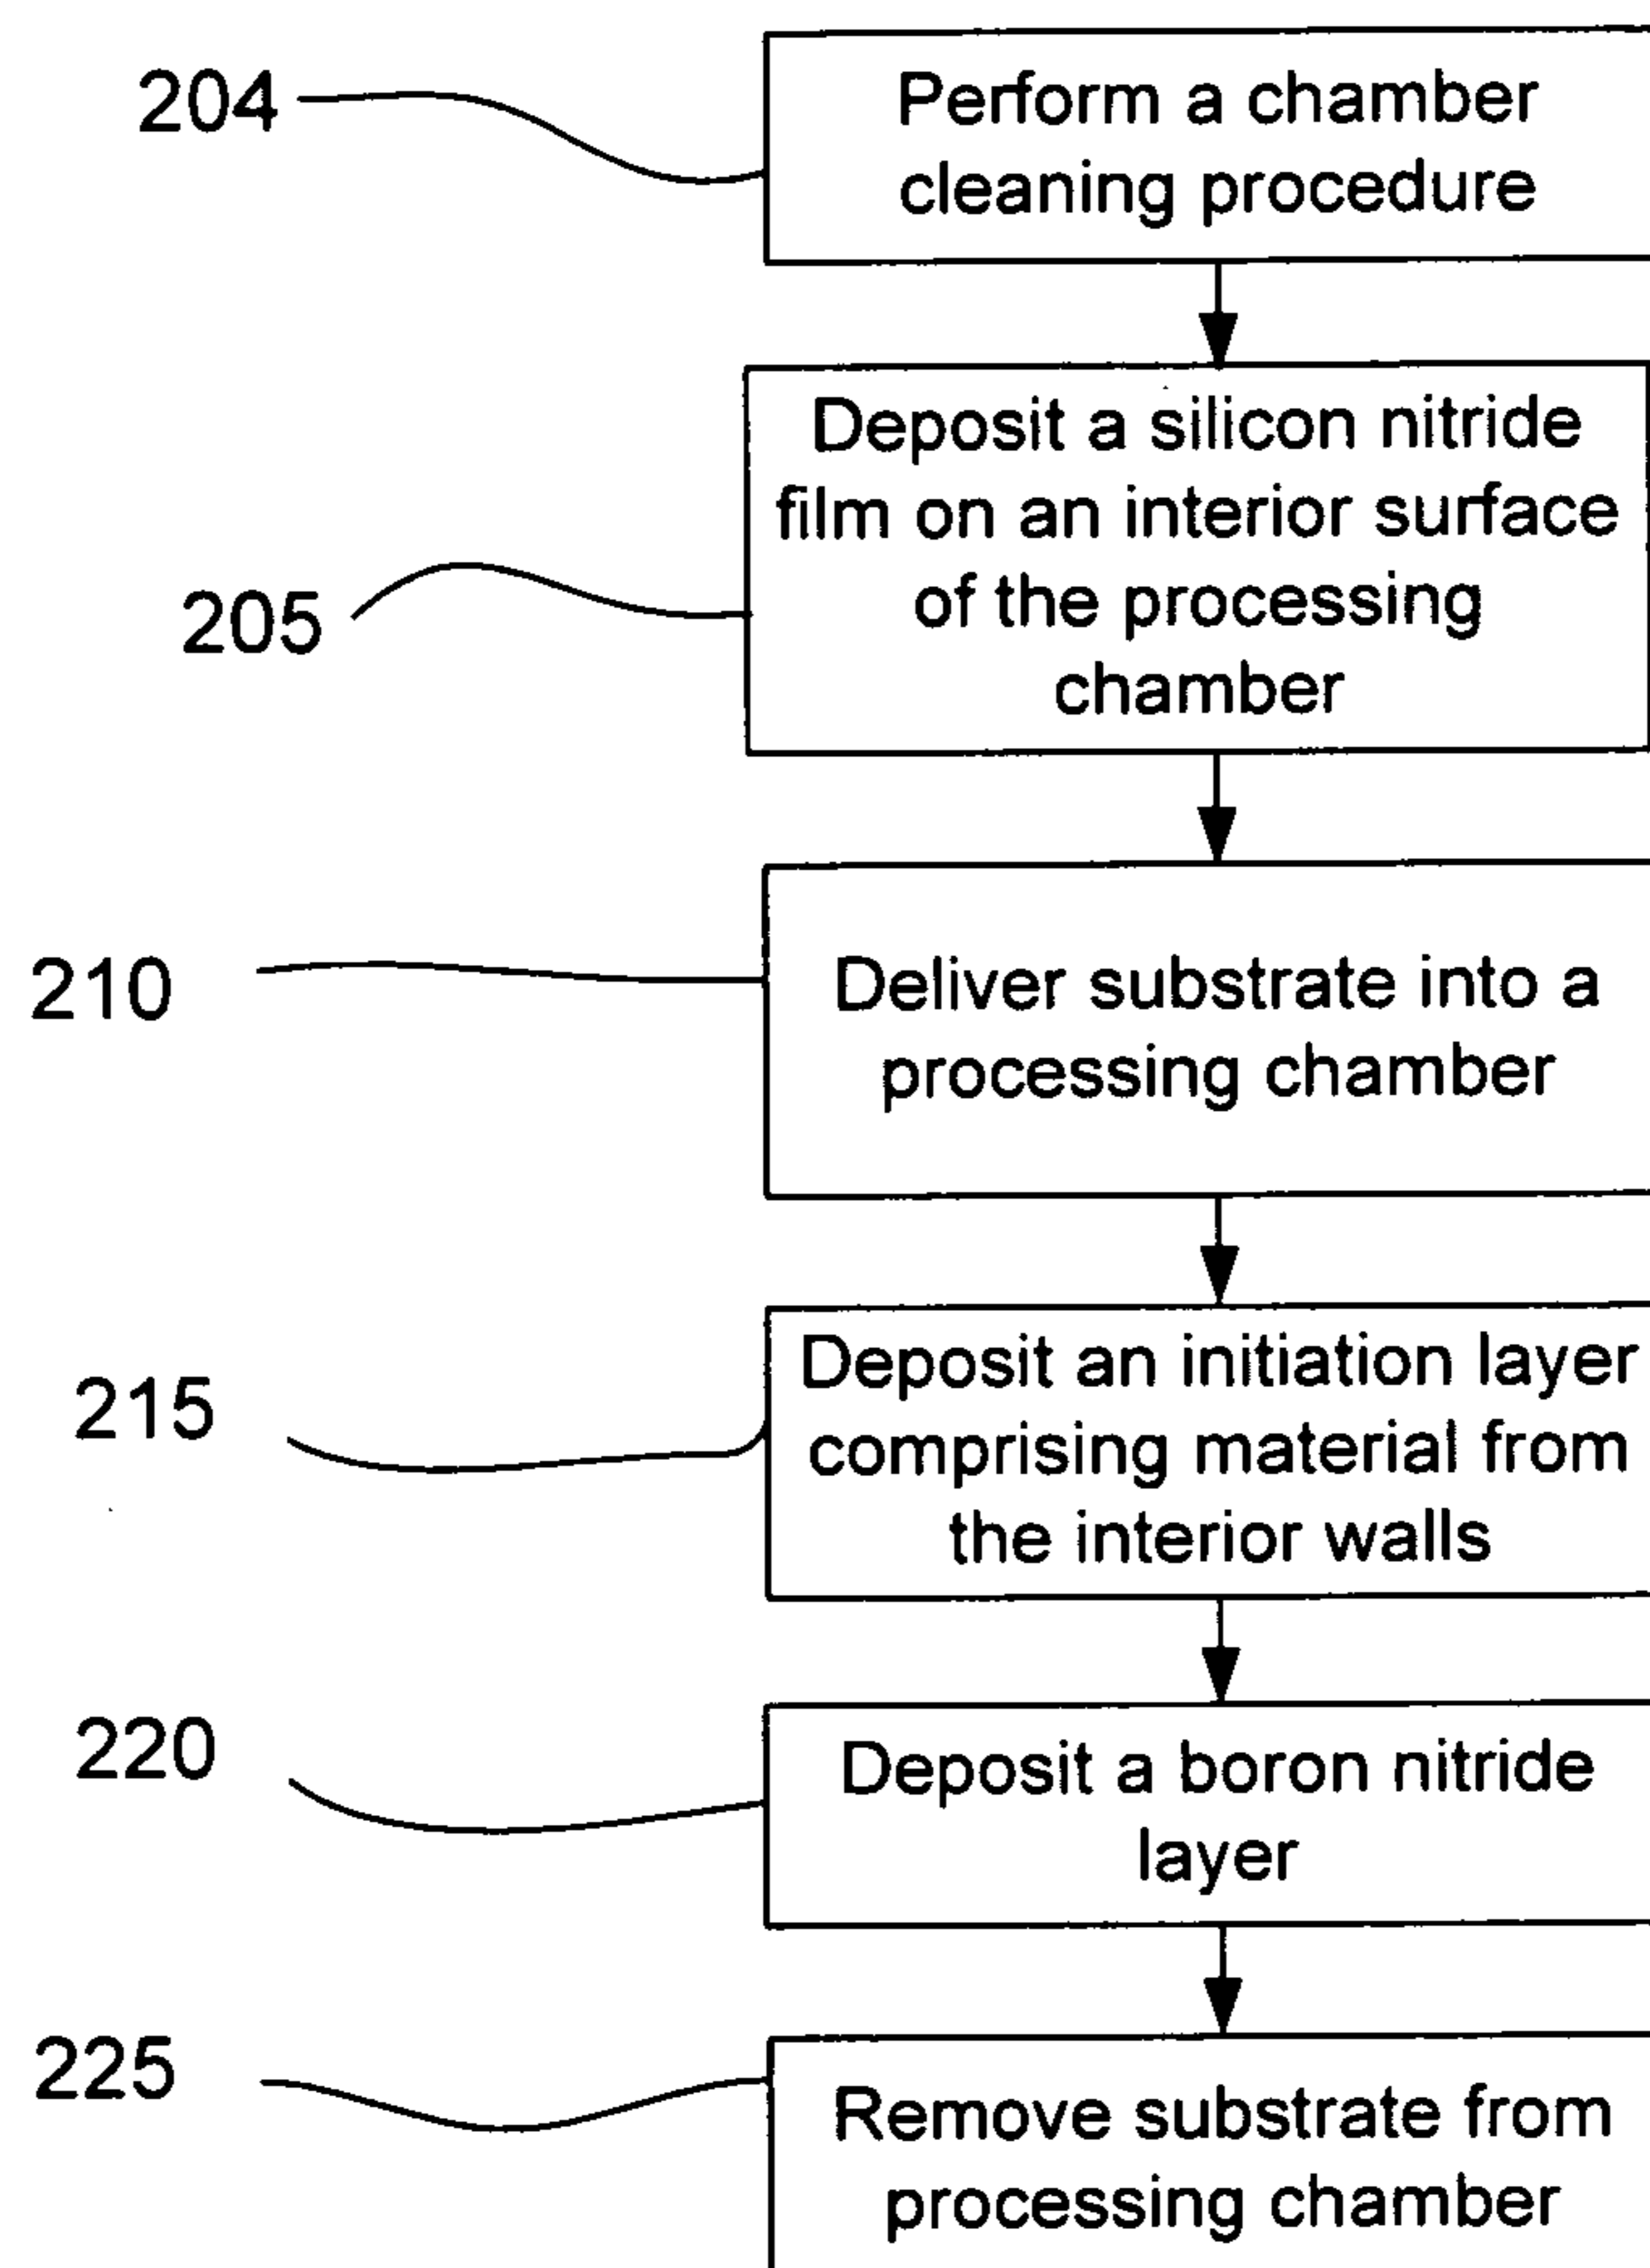 204
Perform a chamber
cleaning procedure
Deposit a silicon nitride
film on an interior surface
of the processing
chamber
205
Deliver substrate into a
processing chamber
210
Deposit an initiation layer
comprising material from
the interior walls
215
Deposit a boron nitride
layer
220
Remove substrate from
processing chamber
225